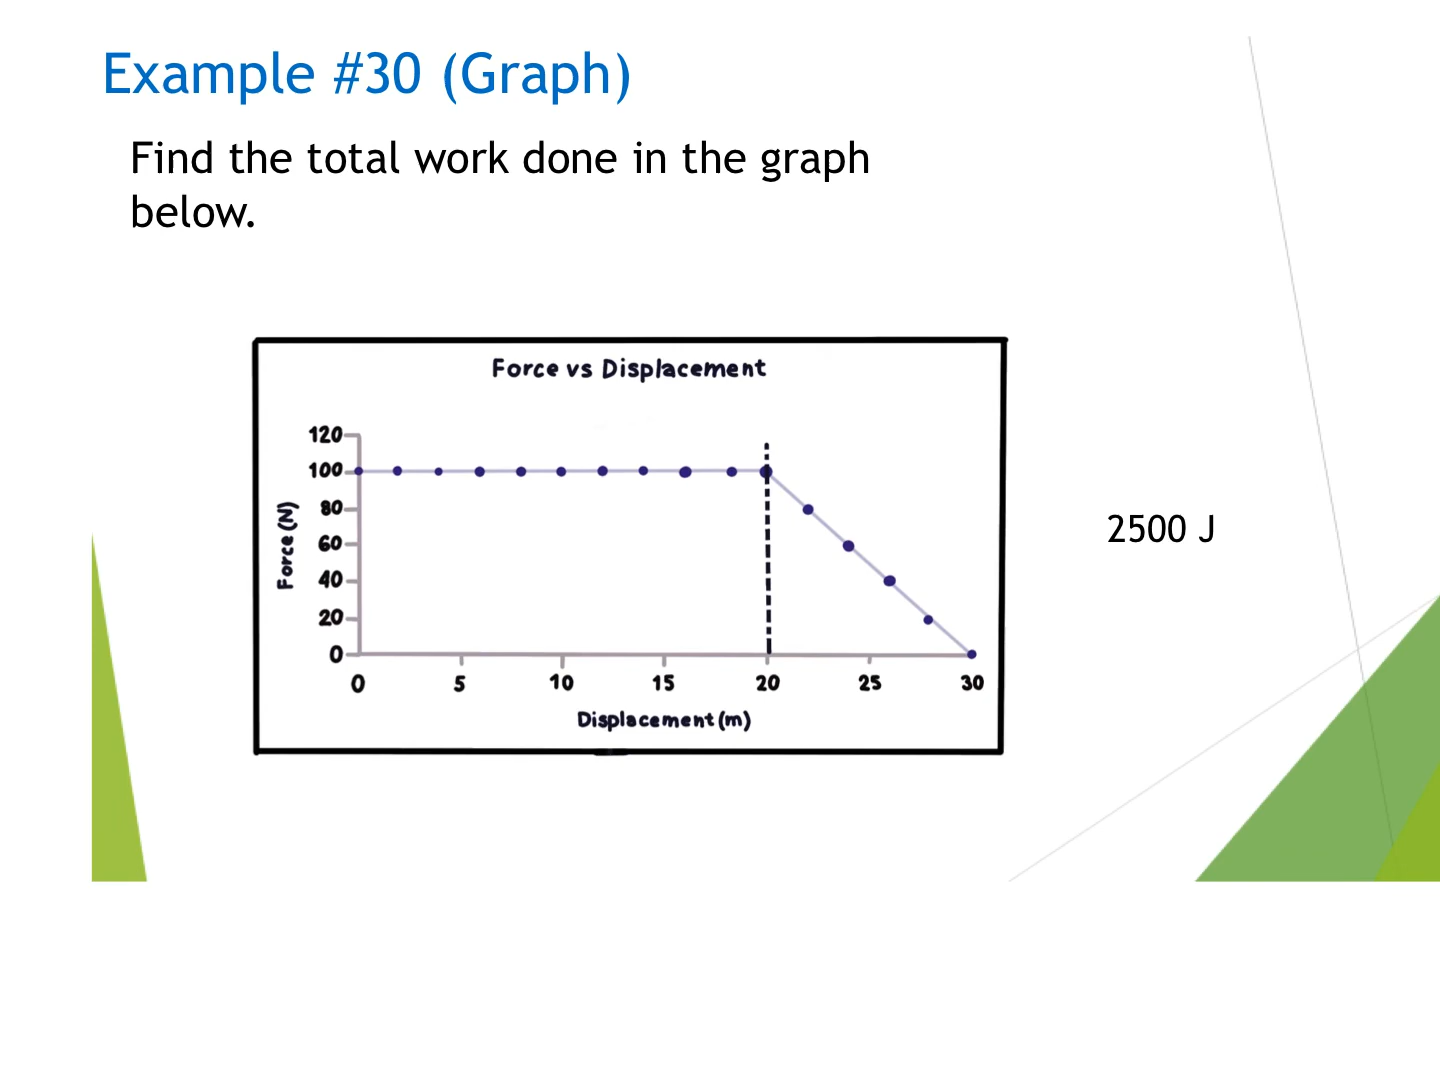 Example #30 (Graph)
Find the total work done in the graph
below.
Force vs Displacement
120
100
80
60
40
20
0
Force (N)
0 5 10 15 20 25 30
Displacement (m)
2500 J